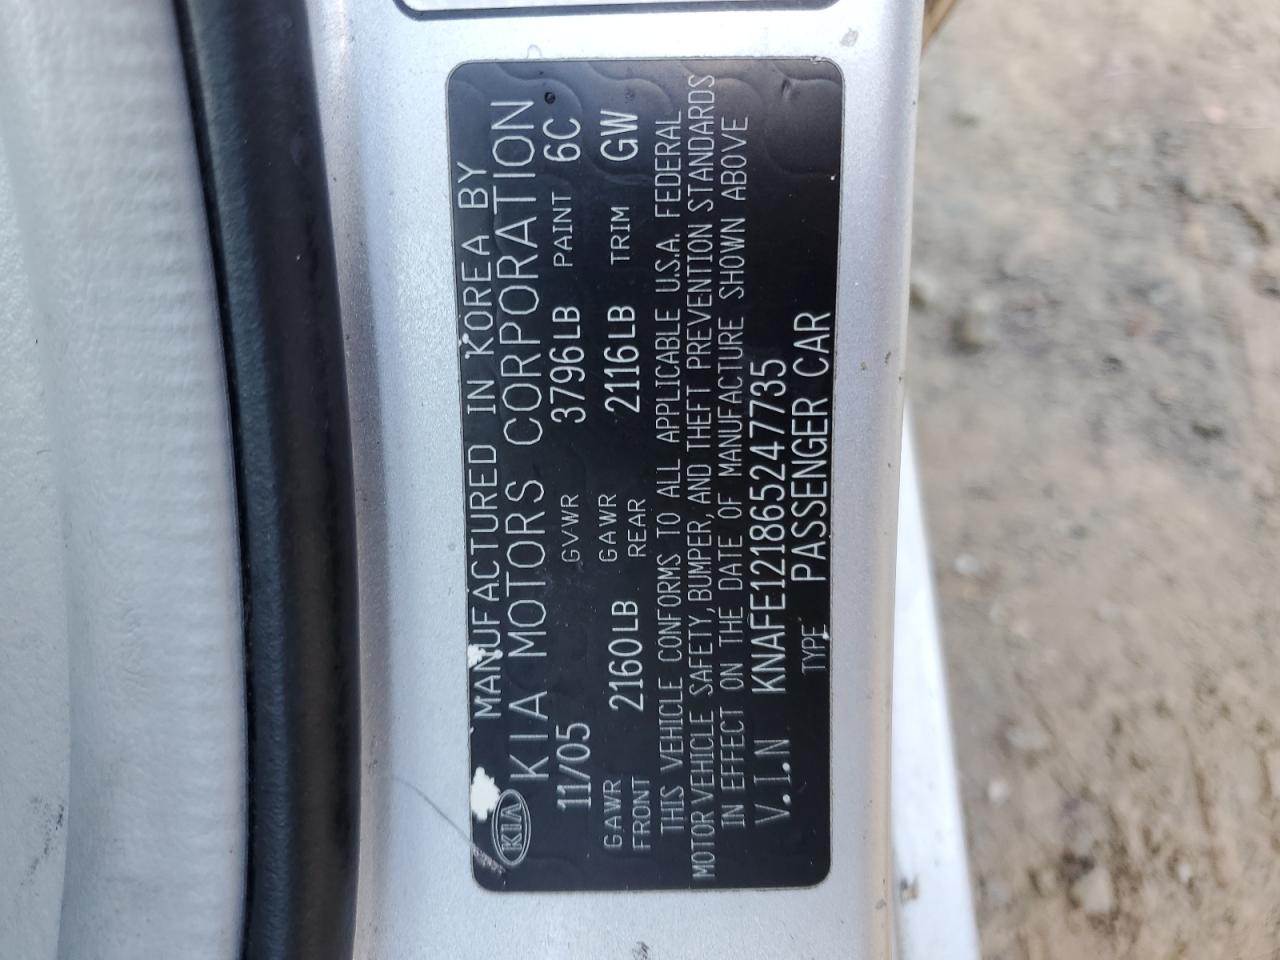 KIA
MANUFACTURED IN KOREA BY
KIA MOTORS CORPORATION
11/05 GVWR 3796LB PAINT 6C
GAWR FRONT 2160LB GAWR REAR 2116LB TRIM GW
THIS VEHICLE CONFORMS TO ALL APPLICABLE U.S.A. FEDERAL
MOTOR VEHICLE SAFETY, BUMPER, AND THEFT PREVENTION STANDARDS
IN EFFECT ON THE DATE OF MANUFACTURE SHOWN ABOVE
V.I.N KNAFE121865247735
TYPE PASSENGER CAR